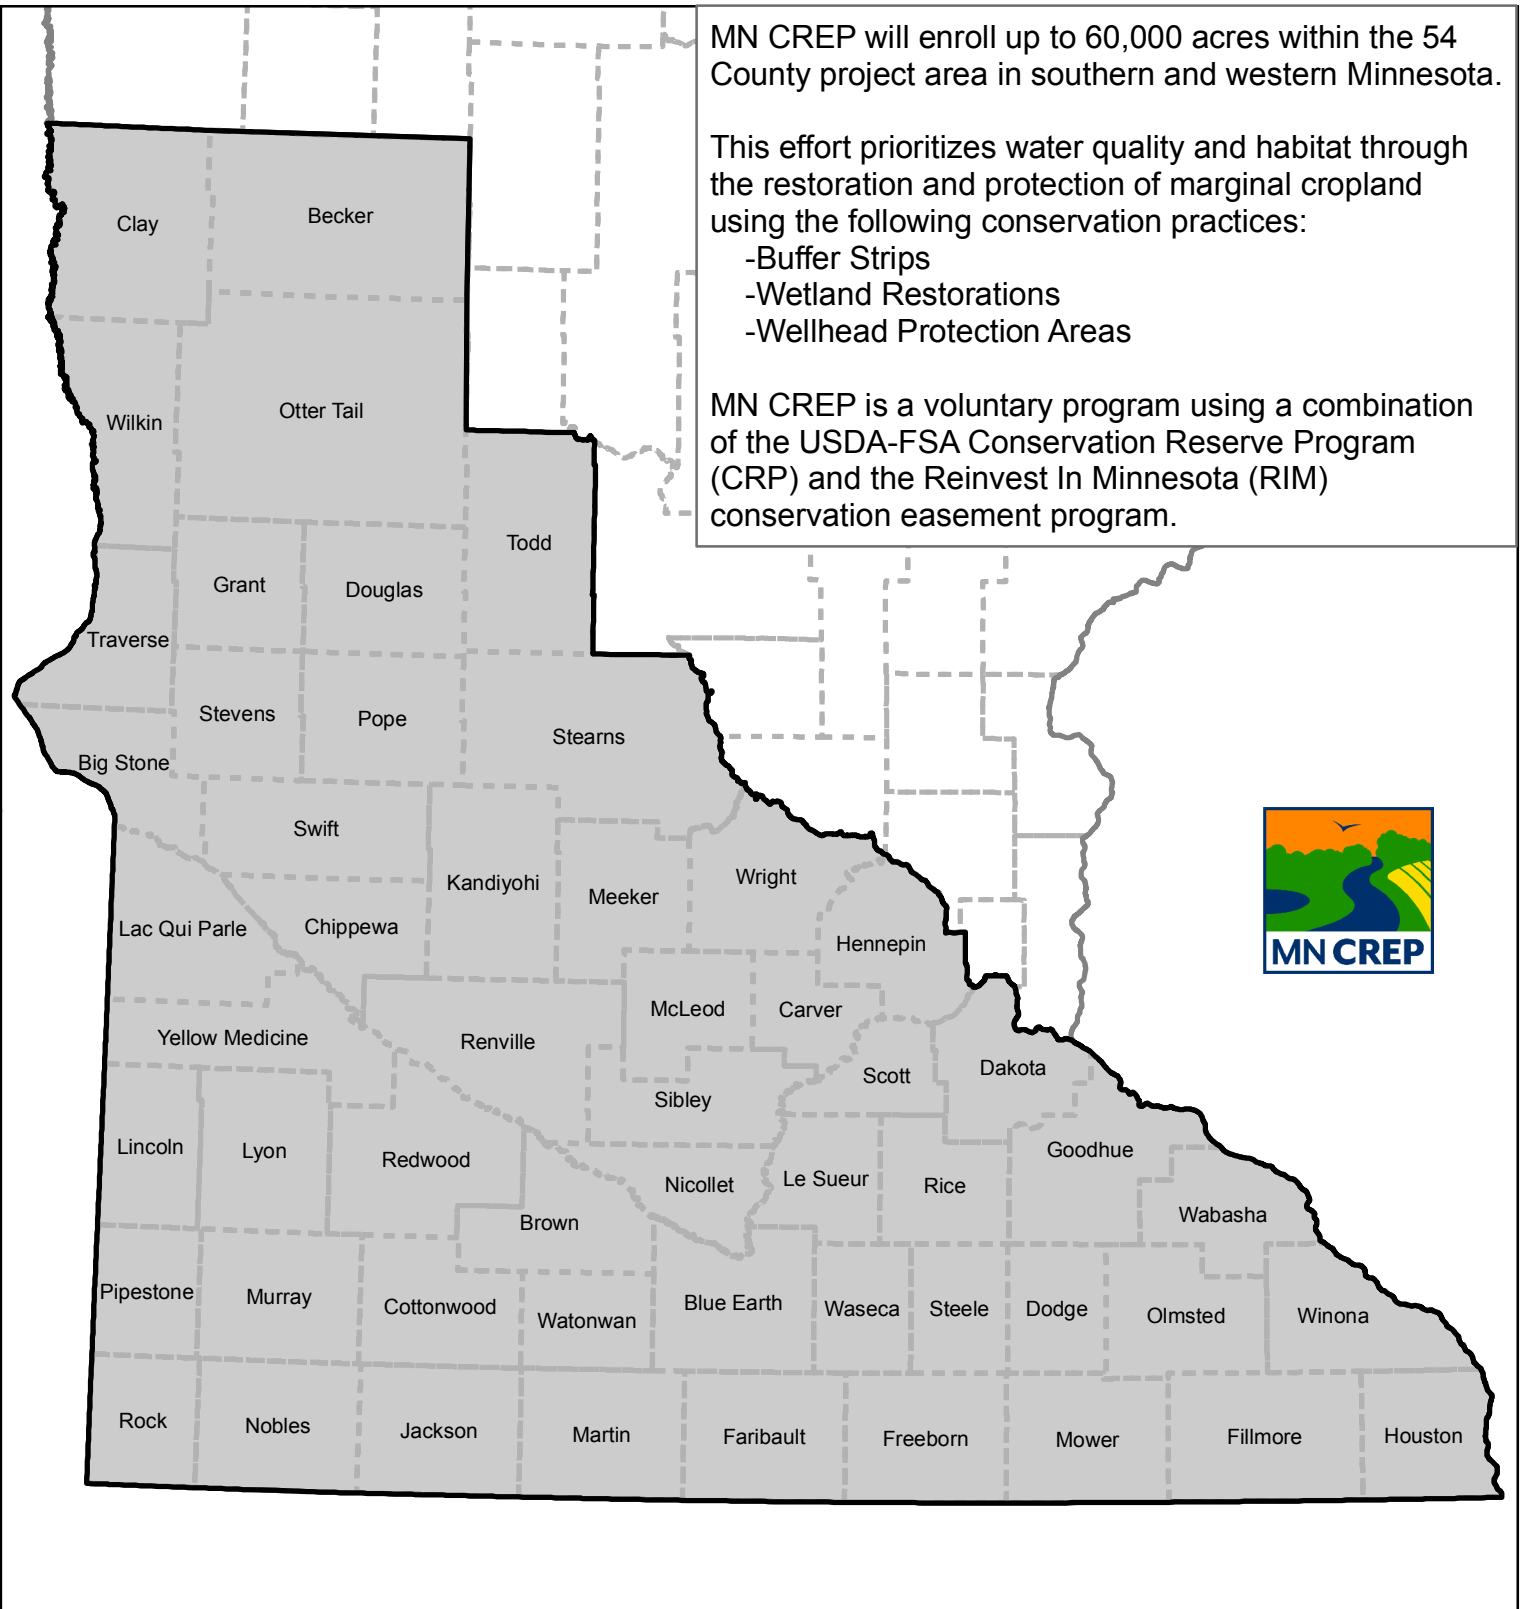 MN CREP will enroll up to 60,000 acres within the 54
County project area in southern and western Minnesota.
This effort prioritizes water quality and habitat through
the restoration and protection of marginal cropland
using the following conservation practices:
-Buffer Strips
-Wetland Restorations
-Wellhead Protection Areas
MN CREP is a voluntary program using a combination
of the USDA-FSA Conservation Reserve Program
(CRP) and the Reinvest In Minnesota (RIM)
conservation easement program.
Clay
Becker
Wilkin
Otter Tail
Todd
Grant
Douglas
Traverse
Stevens
Pope
Stearns
Big Stone
Swift
Kandiyohi
Meeker
Wright
Lac Qui Parle
Chippewa
Hennepin
MN CREP
McLeod
Carver
Yellow Medicine
Renville
Scott
Dakota
Sibley
Lincoln
Lyon
Redwood
Nicollet
Le Sueur
Rice
Goodhue
Brown
Wabasha
Pipestone
Murray
Cottonwood
Watonwan
Blue Earth
Waseca
Steele
Dodge
Olmsted
Winona
Rock
Nobles
Jackson
Martin
Faribault
Freeborn
Mower
Fillmore
Houston